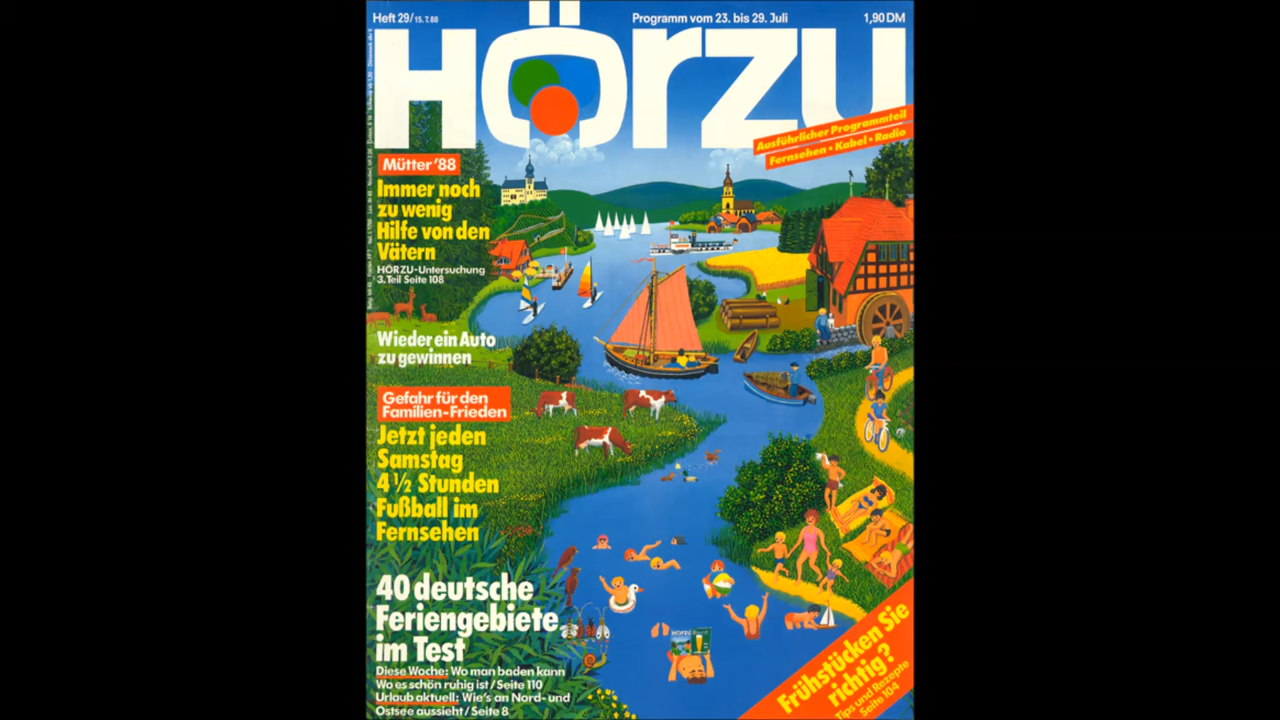 Heft 29/15.7.88
Programm vom 23. bis 29. Juli
1,90 DM
HÖRZU
Ausführlicher Programmteil
Fernsehen • Kabel • Radio
Mütter '88
Immer noch
zu wenig
Hilfe von den
Vätern
HÖRZU-Untersuchung
3. Teil Seite 108
Wieder ein Auto
zu gewinnen
Gefahr für den
Familien-Frieden
Jetzt jeden
Samstag
4 ½ Stunden
Fußball im
Fernsehen
40 deutsche
Feriengebiete
im Test
Diese Woche: Wo man baden kann
Wo es schön ruhig ist/Seite 110
Urlaub aktuell: Wie's an Nord- und
Ostsee aussieht/Seite 8
HÖRZU
Frühstücken Sie
richtig?
Tips und Rezepte
Seite 104